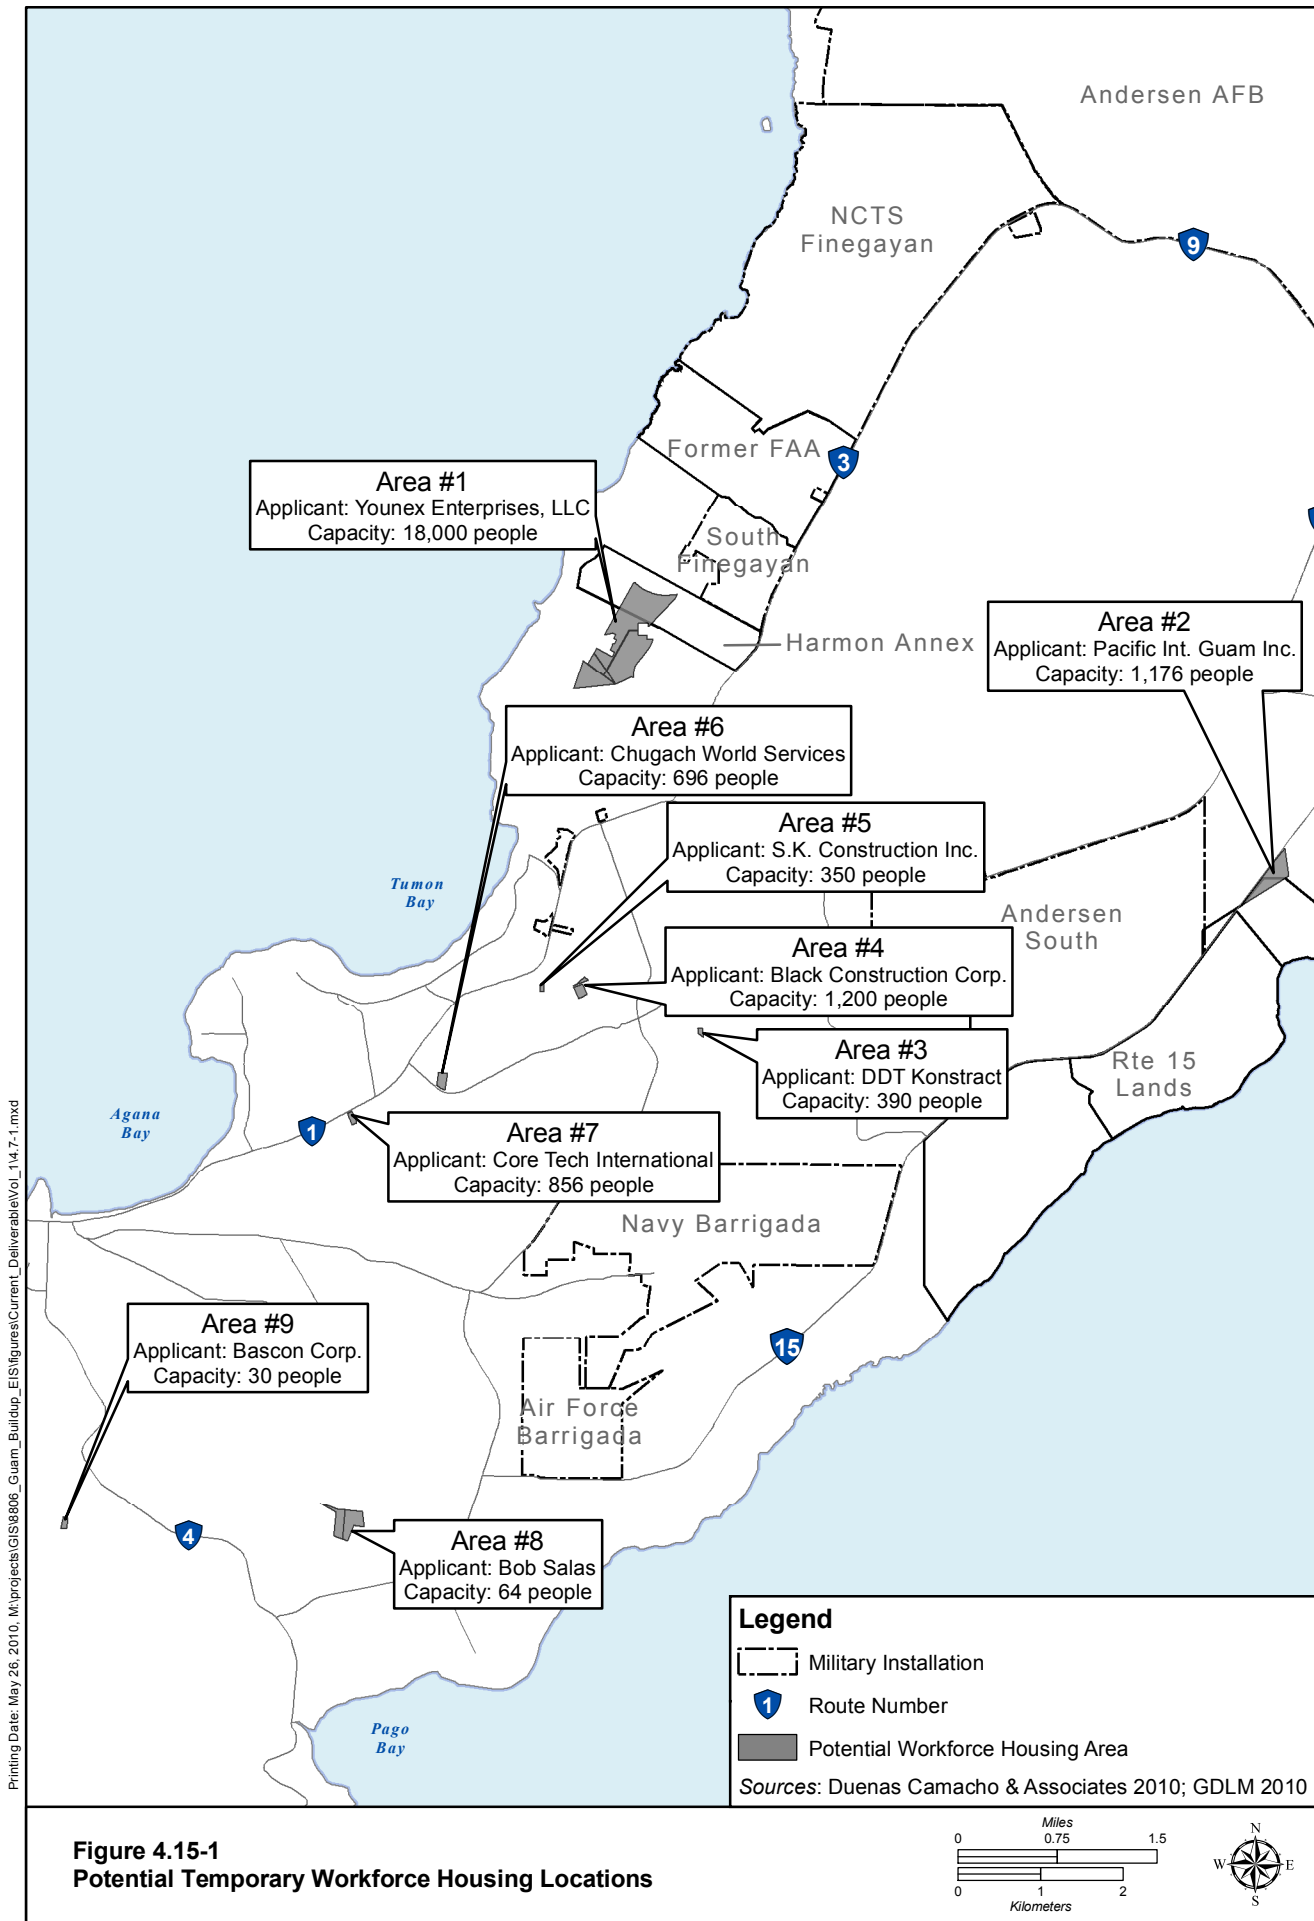 Andersen AFB
NCTS
Finegayan
9
Former FAA
3
Area #1
Applicant: Younex Enterprises, LLC
Capacity: 18,000 people
South
Finegayan
Harmon Annex
Area #2
Applicant: Pacific Int. Guam Inc.
Capacity: 1,176 people
Area #6
Applicant: Chugach World Services
Capacity: 696 people
Area #5
Applicant: S.K. Construction Inc.
Capacity: 350 people
Tumon
Bay
Andersen
South
Area #4
Applicant: Black Construction Corp.
Capacity: 1,200 people
Area #3
Applicant: DDT Konstract
Capacity: 390 people
Rte 15
Lands
Agana
Bay
1
Area #7
Applicant: Core Tech International
Capacity: 856 people
Navy Barrigada
Area #9
Applicant: Bascon Corp.
Capacity: 30 people
15
Air Force
Barrigada
4
Area #8
Applicant: Bob Salas
Capacity: 64 people
Pago
Bay
Legend
Military Installation
1 Route Number
Potential Workforce Housing Area
Sources: Duenas Camacho & Associates 2010; GDLM 2010
Printing Date: May 26, 2010, M:\projects\GIS\8806_Guam_Buildup_EIS\figures\Current_Deliverable\Vol_1\4.7-1.mxd
Figure 4.15-1
Potential Temporary Workforce Housing Locations
Miles
0 0.75 1.5
0 1 2
Kilometers
N
W E
S